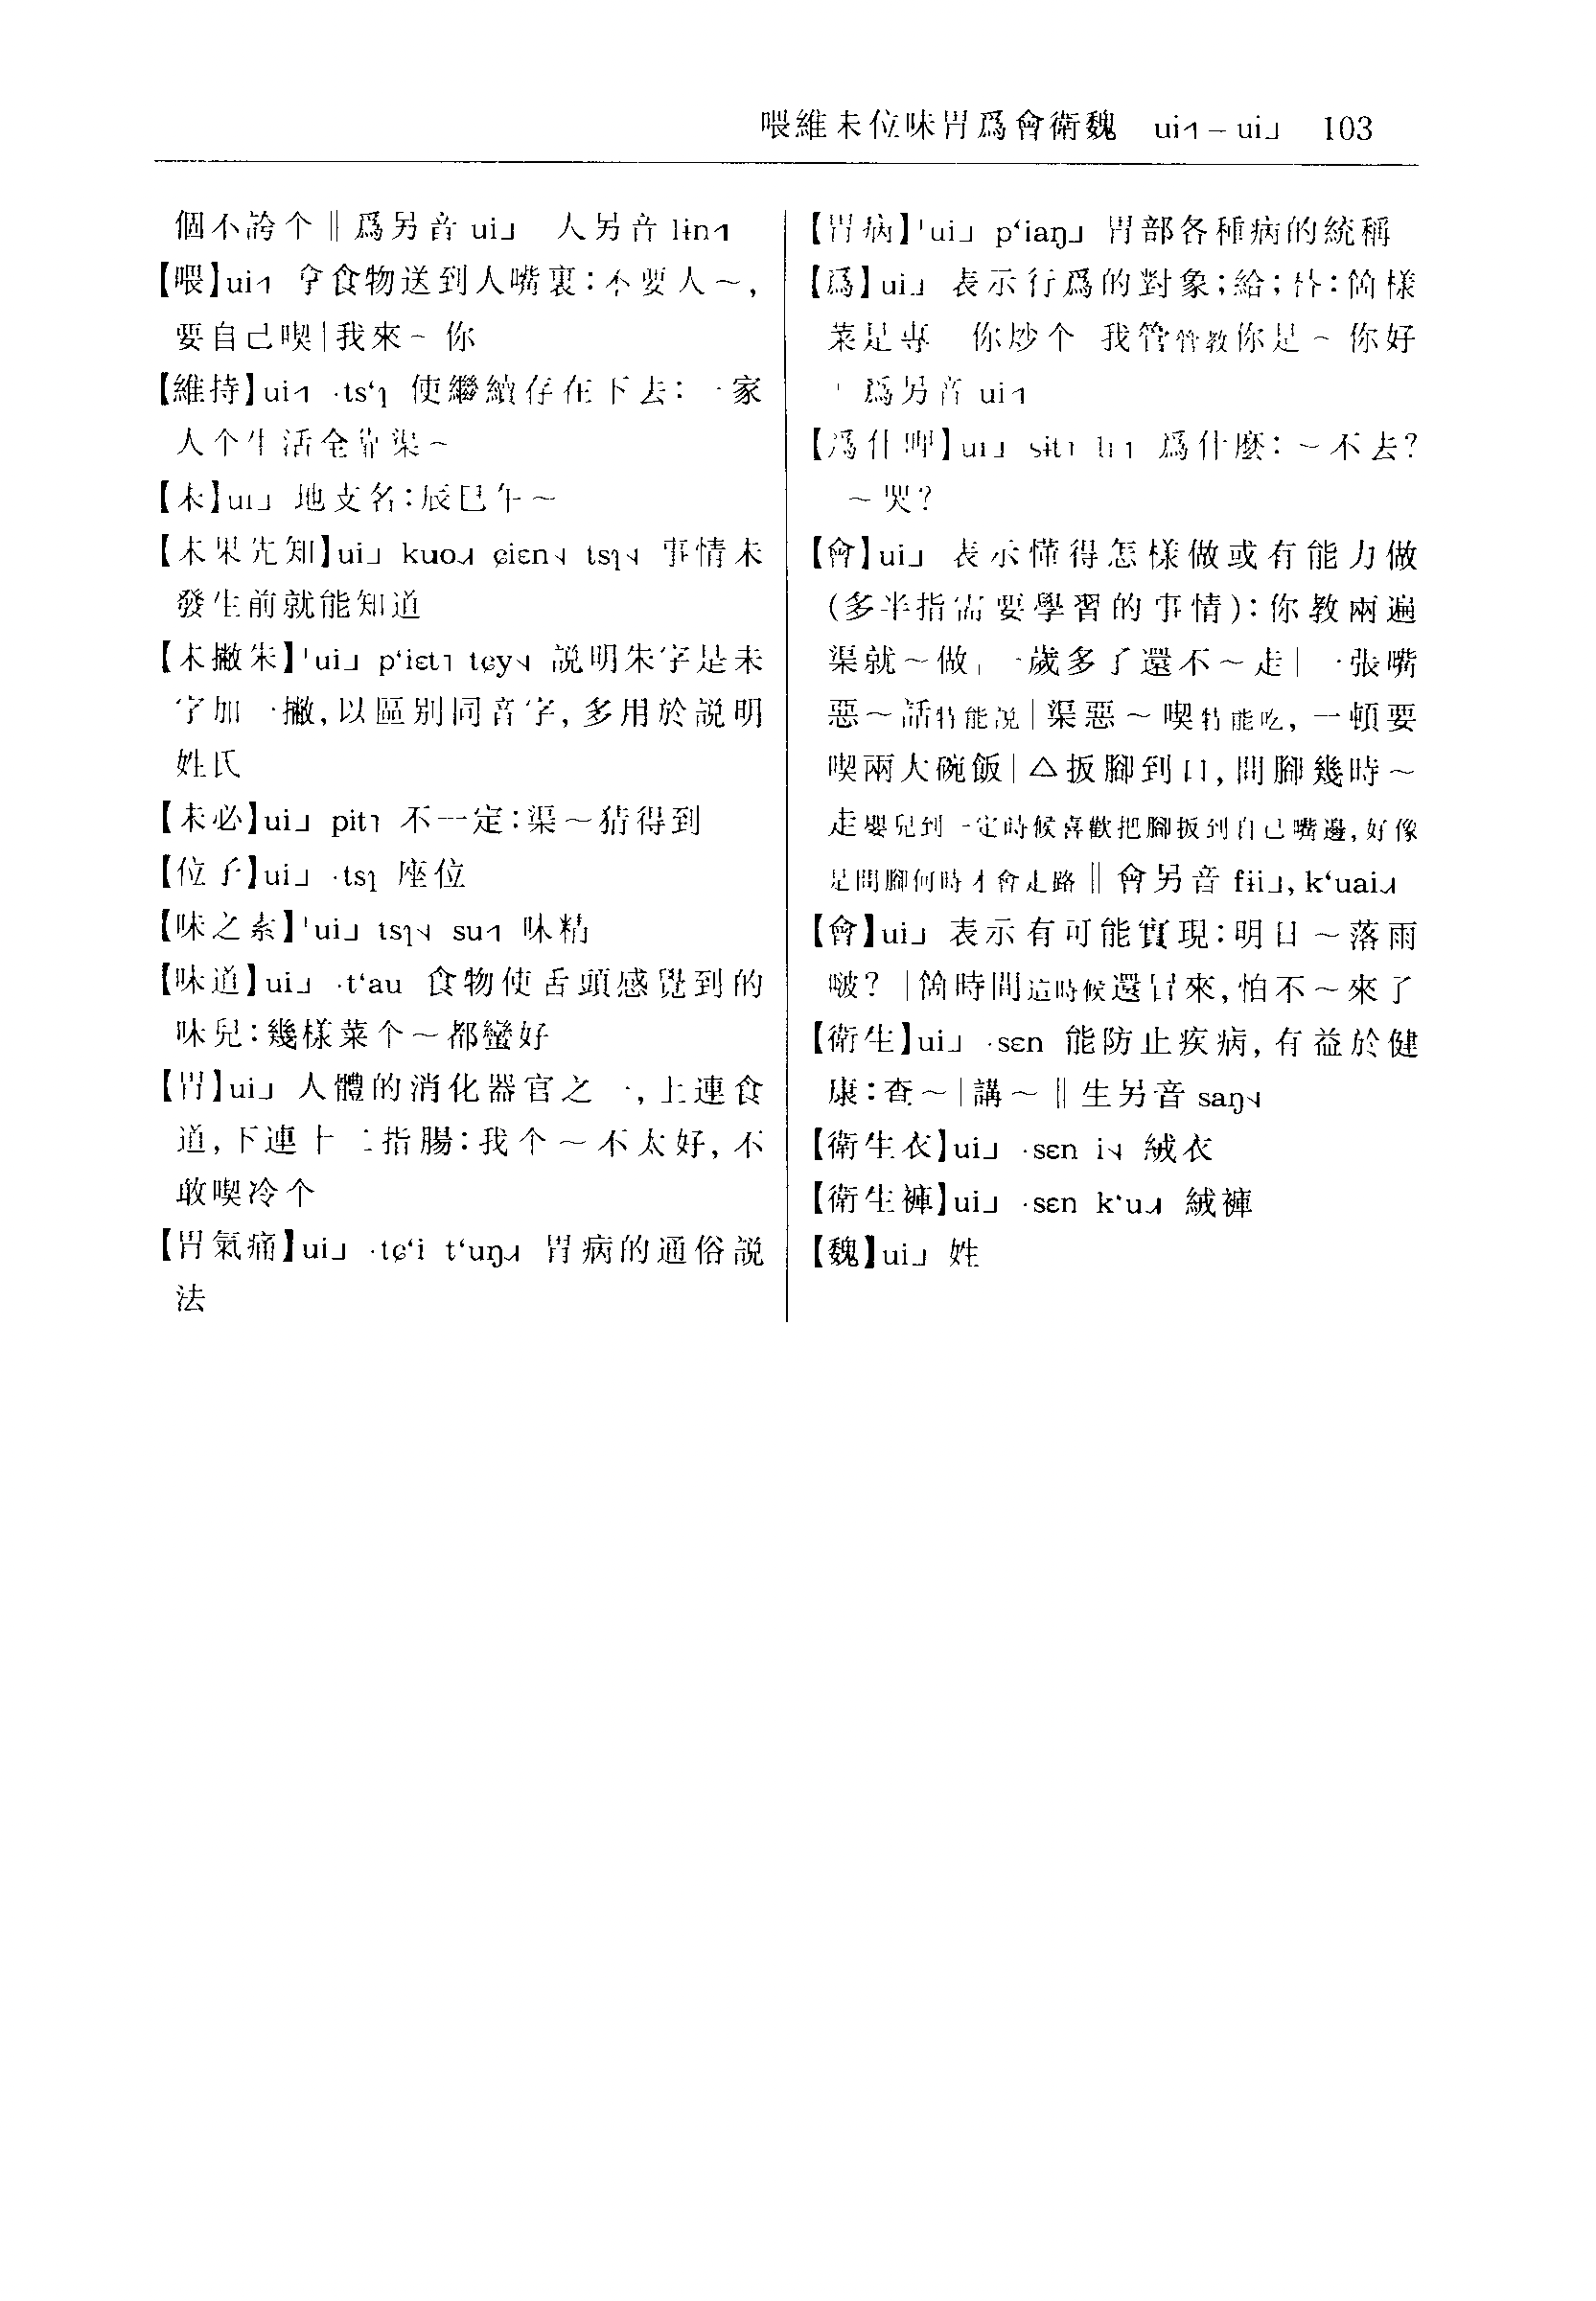 喂維未位味胃爲會衛魏 ui˧˥ – ui˩ 103
個不誇个‖爲另音 ui˩ 人另音 lɨn˧˥
【喂】ui˧˥ 拿食物送到人嘴裏：不要人～，
要自己喫|我來～你
【維持】ui˧˥ ·tsʻɿ 使繼續存在下去：一家
人个生活全靠渠～
【未】ui˩ 地支名：辰巳午～
【未果先知】ui˩ kuo˨˩˧ ɕiɛn˦˨ tsɿ˦˨ 事情未
發生前就能知道
【未撇朱】ˈui˩ pʻiɛt˥ tɕy˦˨ 説明朱字是未
字加一撇，以區别同音字，多用於説明
姓氏
【未必】ui˩ pit˥ 不一定：渠～猜得到
【位子】ui˩ ·tsɿ 座位
【味之素】ˈui˩ tsɿ˦˨ su˧˥ 味精
【味道】ui˩ ·tʻau 食物使舌頭感覺到的
味兒：幾樣菜个～都蠻好
【胃】ui˩ 人體的消化器官之一，上連食
道，下連十二指腸：我个～不太好，不
敢喫冷个
【胃氣痛】ui˩ ·tɕʻi tʻuŋ˨˩˧ 胃病的通俗説
法
【胃病】ˈui˩ pʻiaŋ˩ 胃部各種病的統稱
【爲】ui˩ 表示行爲的對象；給；替：箇樣
菜是專 你炒个 我管管教你是～你好
爲另音 ui˧˥
【爲什 】ui˩ sɨt˥ li˥ 爲什麼：～不去？
～哭？
【會】ui˩ 表示懂得怎樣做或有能力做
（多半指需要學習的事情）：你教兩遍
渠就～做|一歲多了還不～走|一張嘴
惡～話特能説|渠惡～喫特能吃，一頓要
喫兩大碗飯|△扳腳到口，問腳幾時～
走嬰兒到一定時候喜歡把腳扳到自己嘴邊，好像
是問腳何時才會走路‖會另音 fɨi˩, kʻuai˨˩˧
【會】ui˩ 表示有可能實現：明日～落雨
啵？|箇時間這時候還冒來，怕不～來了
【衛生】ui˩ ·sɛn 能防止疾病，有益於健
康：查～|講～‖生另音 saŋ˦˨
【衛生衣】ui˩ ·sɛn i˦˨ 絨衣
【衛生褲】ui˩ ·sɛn kʻu˨˩˧ 絨褲
【魏】ui˩ 姓